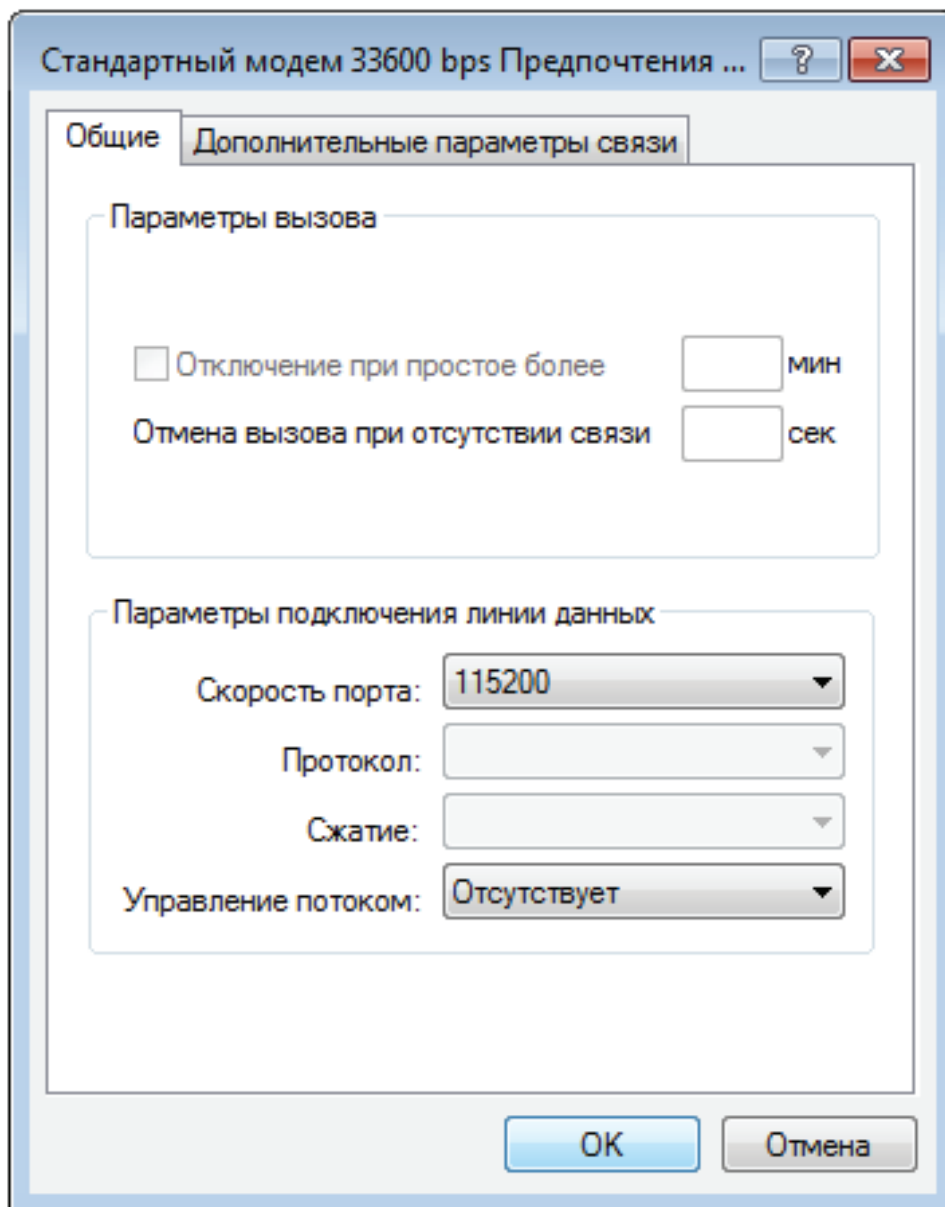 Стандартный модем 33600 bps Предпочтения ...
Общие
Дополнительные параметры связи
Параметры вызова
Отключение при простое более
мин
Отмена вызова при отсутствии связи
сек
Параметры подключения линии данных
Скорость порта: 115200
Протокол:
Сжатие:
Управление потоком: Отсутствует
OK
Отмена